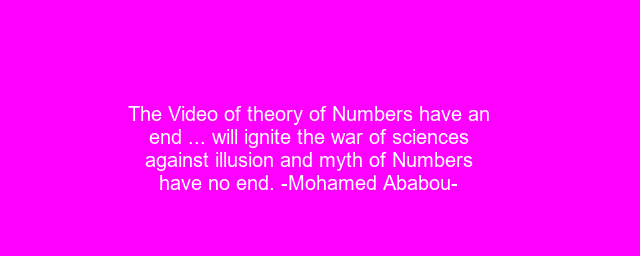 The Video of theory of Numbers have an
end ... will ignite the war of sciences
against illusion and myth of Numbers
have no end. -Mohamed Ababou-